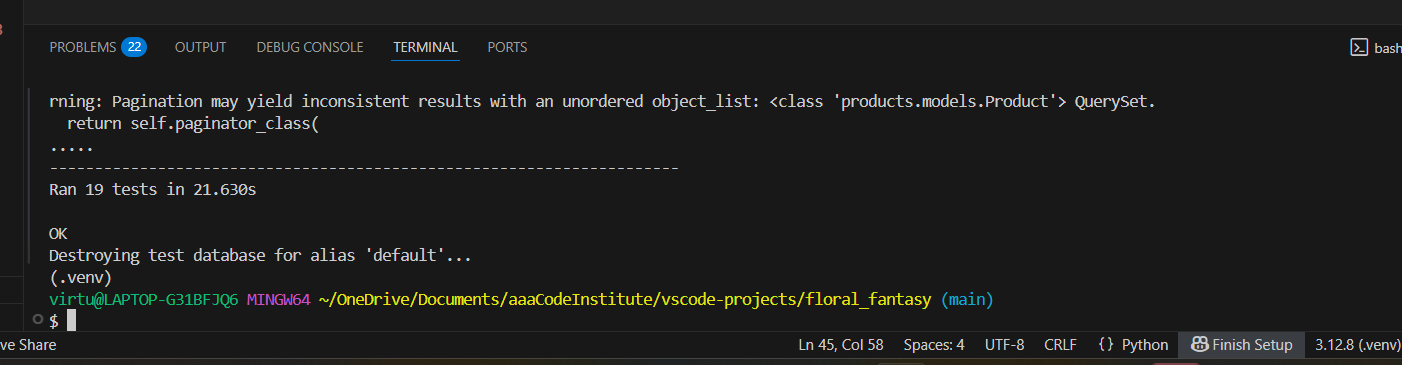 PROBLEMS 22 OUTPUT DEBUG CONSOLE TERMINAL PORTS bash
rning: Pagination may yield inconsistent results with an unordered object_list: <class 'products.models.Product'> QuerySet.
  return self.paginator_class(
.....
----------------------------------------------------------------------
Ran 19 tests in 21.630s
OK
Destroying test database for alias 'default'...
(.venv)
virtu@LAPTOP-G31BFJQ6 MINGW64 ~/OneDrive/Documents/aaaCodeInstitute/vscode-projects/floral_fantasy (main)
$
ve Share Ln 45, Col 58 Spaces: 4 UTF-8 CRLF {} Python Finish Setup 3.12.8 (.venv)